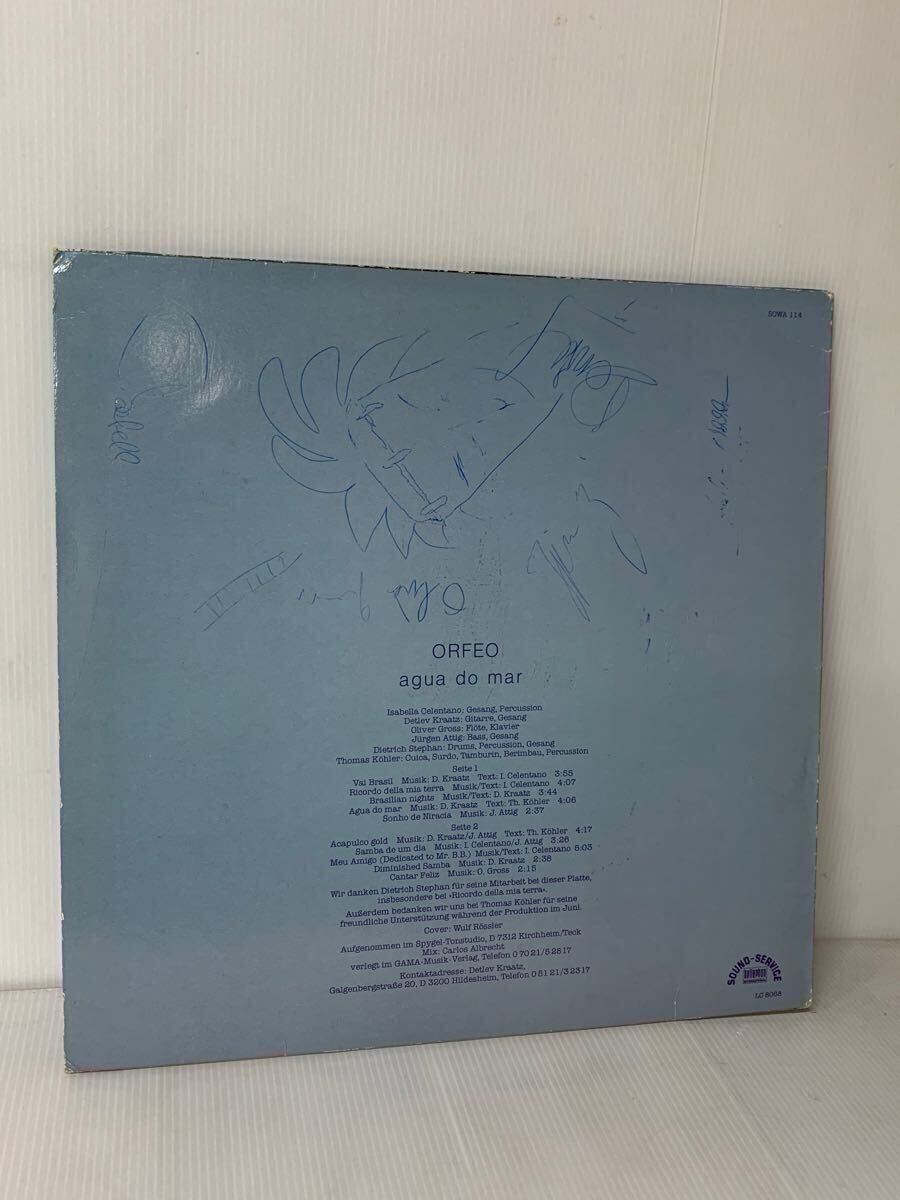 SOWA 114
ORFEO
agua do mar
Isabella Celentano: Gesang, Percussion
Detlev Kraatz: Gitarre, Gesang
Oliver Gross: Flöte, Klavier
Jürgen Attig: Bass, Gesang
Dietrich Stephan: Drums, Percussion, Gesang
Thomas Köhler: Cuica, Surdo, Tamburin, Berimbau, Percussion
Seite 1
Vai Brasil Musik: D. Kraatz Text: I. Celentano 3:55
Ricordo della mia terra Musik/Text: I. Celentano 4:07
Brasilian nights Musik/Text: D. Kraatz 3:44
Agua do mar Musik: D. Kraatz Text: Th. Köhler 4:06
Sonho de Niracia Musik: J. Attig 2:37
Seite 2
Acapulco gold Musik: D. Kraatz/J. Attig Text: Th. Köhler 4:17
Samba de um dia Musik: I. Celentano/J. Attig 3:26
Meu Amigo (Dedicated to Mr. B.B.) Musik/Text: I. Celentano 5:03
Diminished Samba Musik: D. Kraatz 2:38
Cantar Feliz Musik: O. Gross 2:15
Wir danken Dietrich Stephan für seine Mitarbeit bei dieser Platte,
insbesondere bei »Ricordo della mia terra«.
Außerdem bedanken wir uns bei Thomas Köhler für seine
freundliche Unterstützung während der Produktion im Juni.
Cover: Wulf Rössler
Aufgenommen im Spygel-Tonstudio, D 7312 Kirchheim/Teck
Mix: Carlos Albrecht
verlegt im GAMA-Musik-Verlag, Telefon 0 70 21/5 28 17
Kontaktadresse: Detlev Kraatz,
Galgenbergstraße 20, D 3200 Hildesheim, Telefon 0 51 21/3 23 17
SOUND-SERVICE
LC 8068